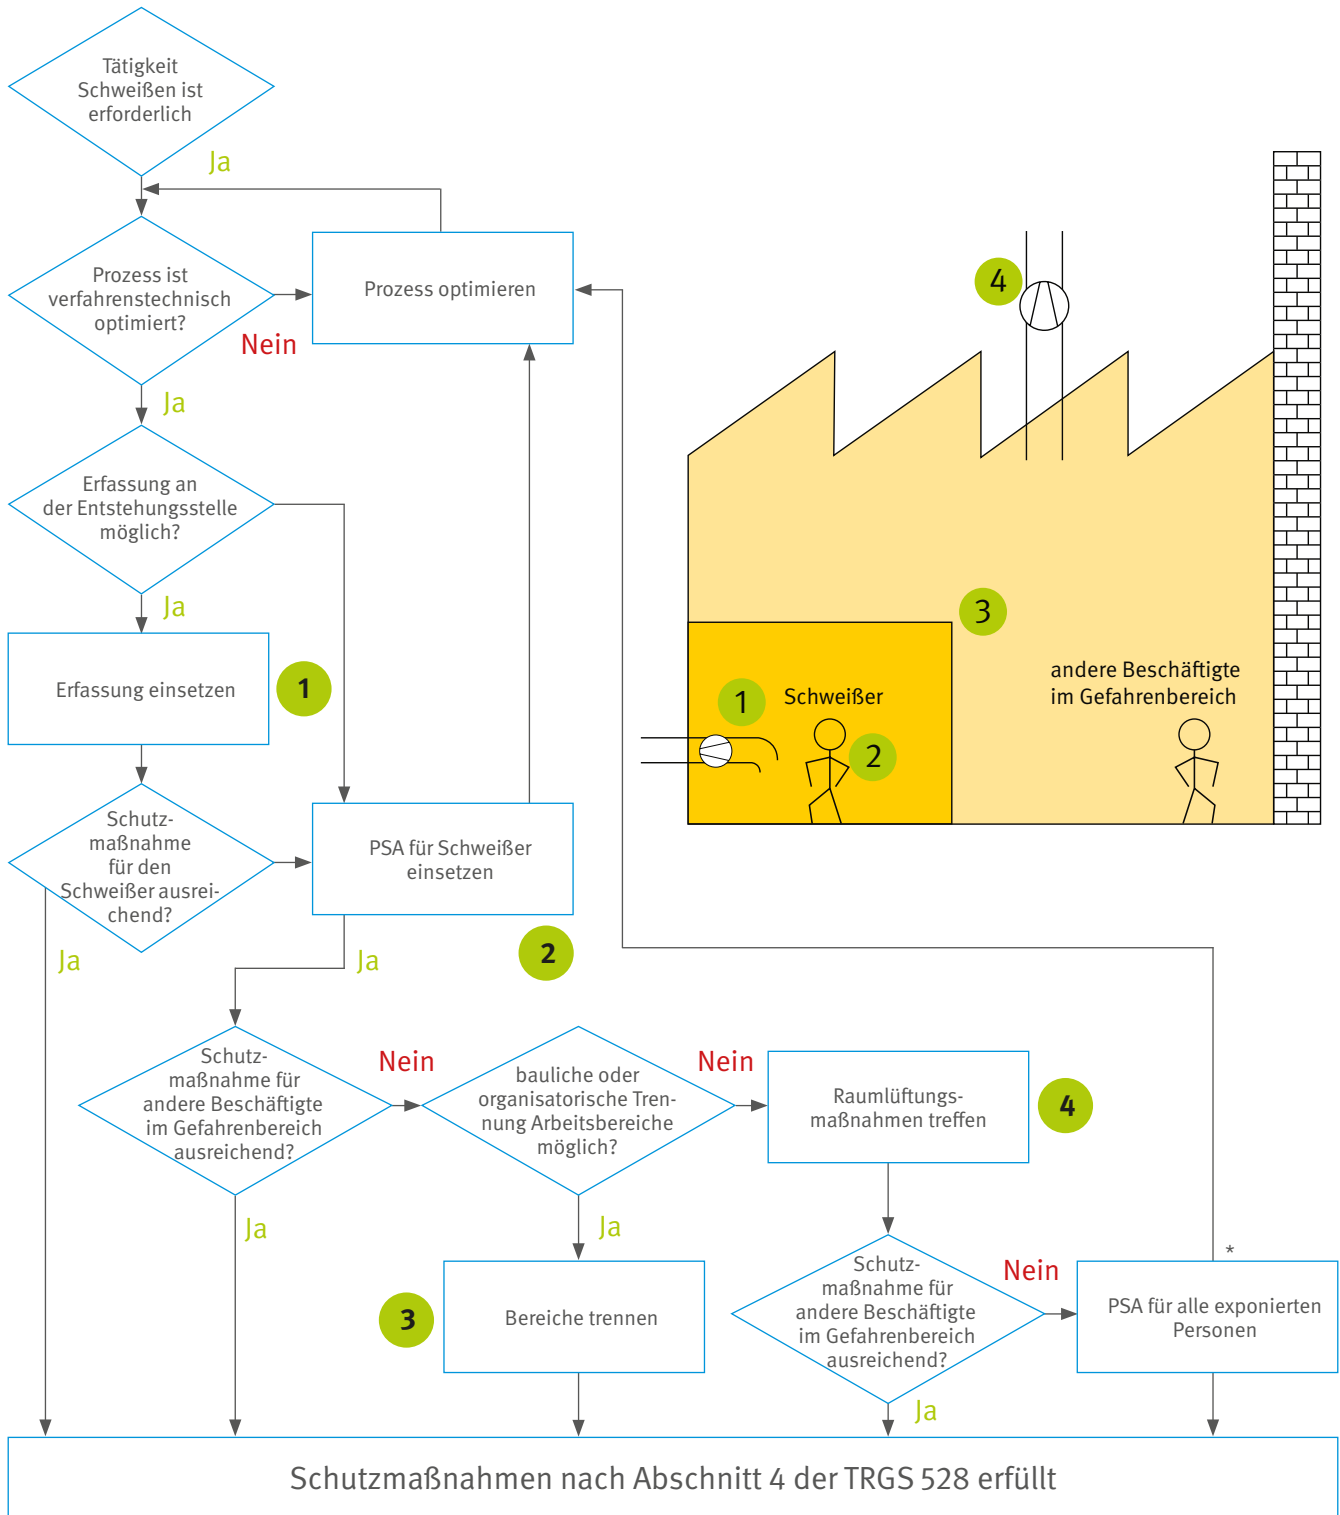 Tätigkeit
Schweißen ist
erforderlich
Ja
Prozess ist
verfahrenstechnisch
optimiert?
Nein
Prozess optimieren
Ja
Erfassung an
der Entstehungsstelle
möglich?
Ja
Erfassung einsetzen
1
Schutz-
maßnahme
für den
Schweißer ausrei-
chend?
PSA für Schweißer
einsetzen
2
Ja
Ja
Schutz-
maßnahme für
andere Beschäftigte
im Gefahrenbereich
ausreichend?
Nein
bauliche oder
organisatorische Tren-
nung Arbeitsbereiche
möglich?
Nein
Raumlüftungs-
maßnahmen treffen
4
Ja
Ja
3
Bereiche trennen
Schutz-
maßnahme für
andere Beschäftigte
im Gefahrenbereich
ausreichend?
Nein
*
PSA für alle exponierten
Personen
Ja
Schutzmaßnahmen nach Abschnitt 4 der TRGS 528 erfüllt
4
3
1
Schweißer
2
andere Beschäftigte
im Gefahrenbereich